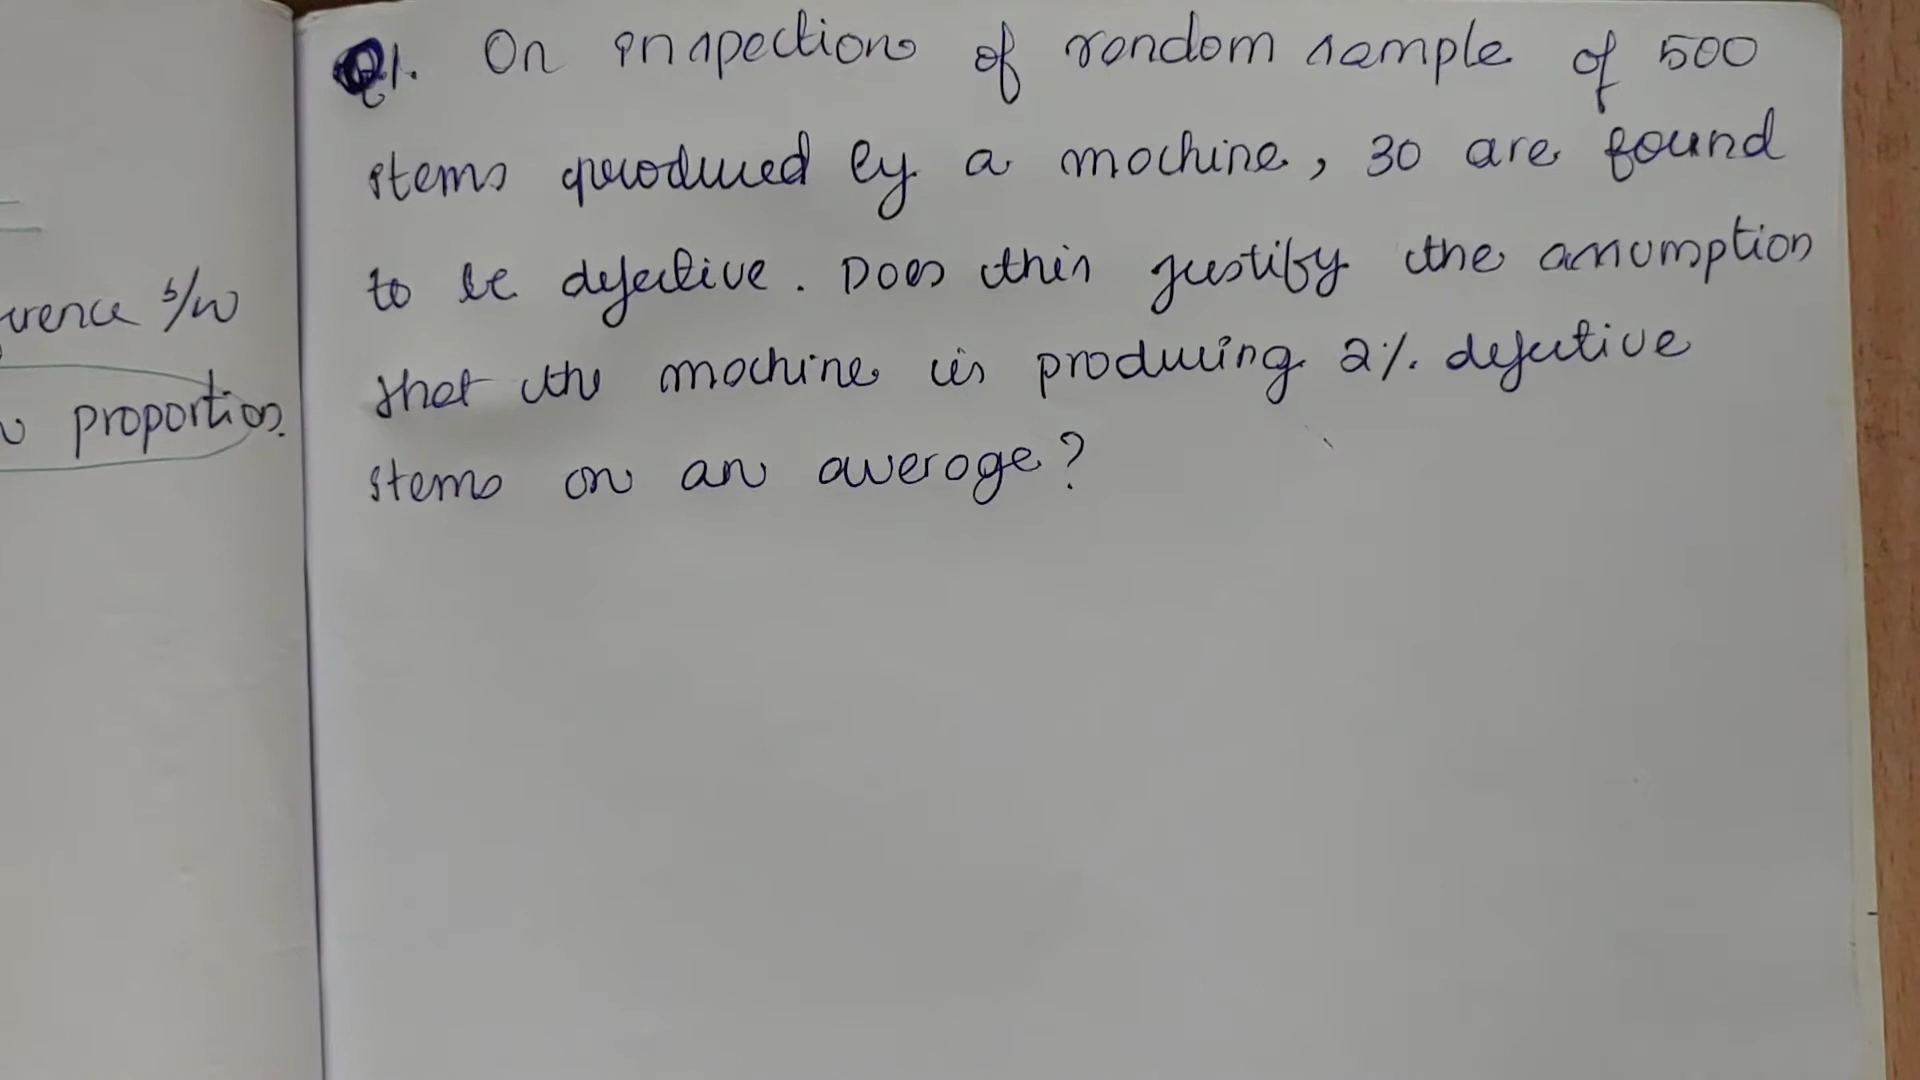 Q1. On inspection of random sample of 500
items produced by a machine, 30 are found
to be defective. Does this justify the assumption
that the machine is producing 2% defective
items on an average?
b/w
proportion.